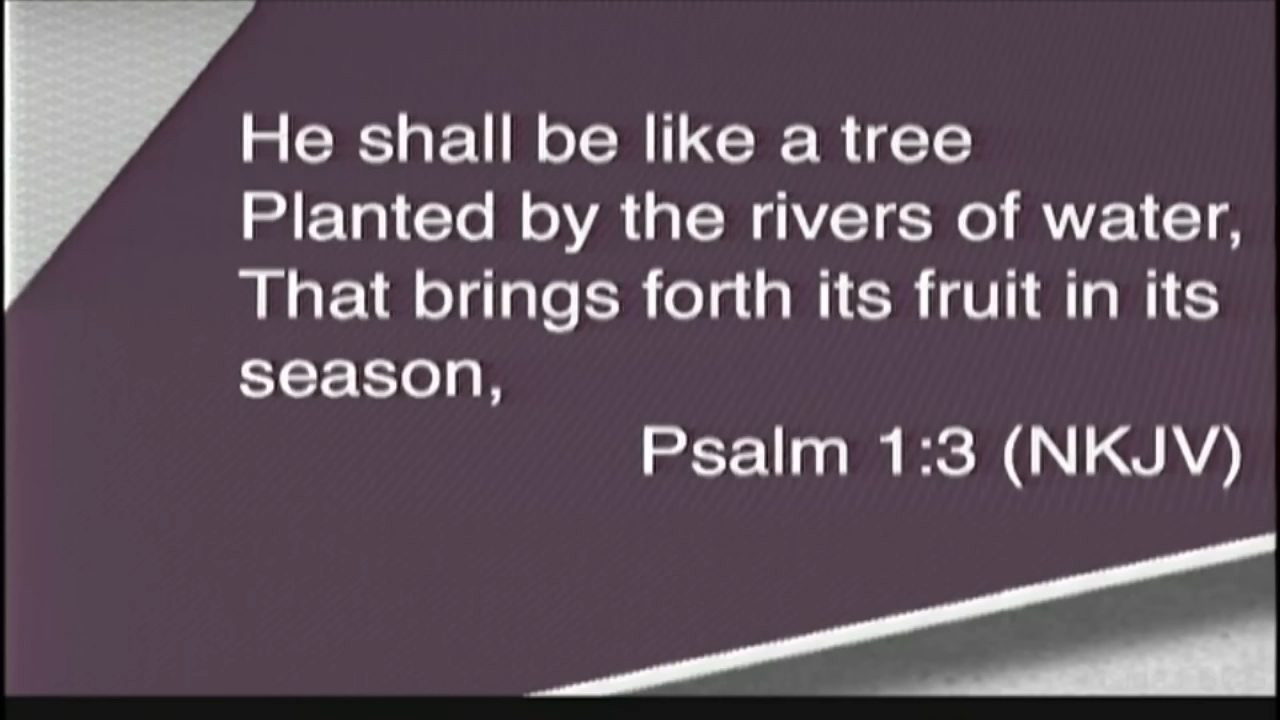 He shall be like a tree
Planted by the rivers of water,
That brings forth its fruit in its
season,
Psalm 1:3 (NKJV)